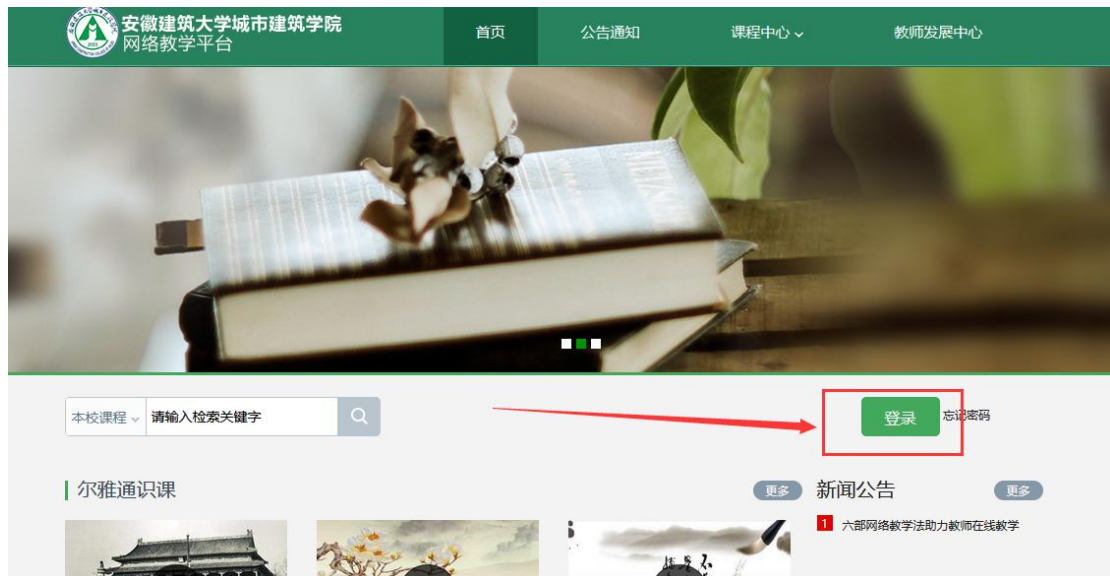 安徽建筑大学城市建筑学院
网络教学平台
首页
公告通知
课程中心
教师发展中心
本校课程
请输入检索关键字
登录
忘记密码
尔雅通识课
更多
新闻公告
更多
1 六部网络教学法助力教师在线教学